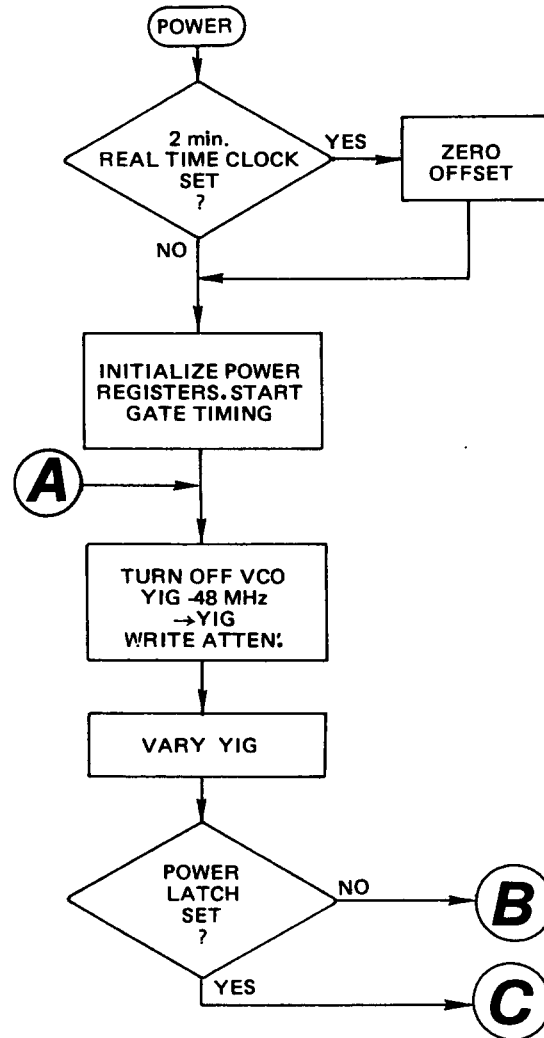 POWER
2 min.
REAL TIME CLOCK
SET
?
YES
ZERO
OFFSET
NO
INITIALIZE POWER
REGISTERS. START
GATE TIMING
A
TURN OFF VCO
YIG -48 MHz
→YIG
WRITE ATTEN.
VARY YIG
POWER
LATCH
SET
?
NO
B
YES
C